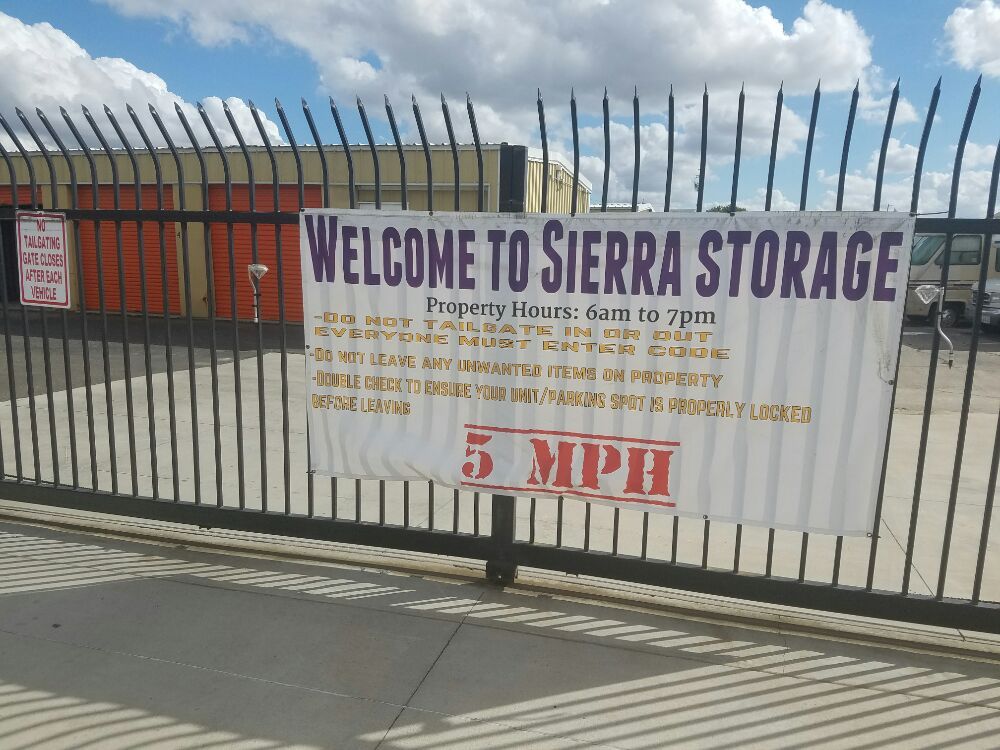 NO
TAILGATING
GATE CLOSES
AFTER EACH
VEHICLE
WELCOME TO SIERRA STORAGE
Property Hours: 6am to 7pm
-DO NOT TAILGATE IN OR OUT
EVERYONE MUST ENTER CODE
-DO NOT LEAVE ANY UNWANTED ITEMS ON PROPERTY
-DOUBLE CHECK TO ENSURE YOUR UNIT/PARKING SPOT IS PROPERLY LOCKED
BEFORE LEAVING
5 MPH